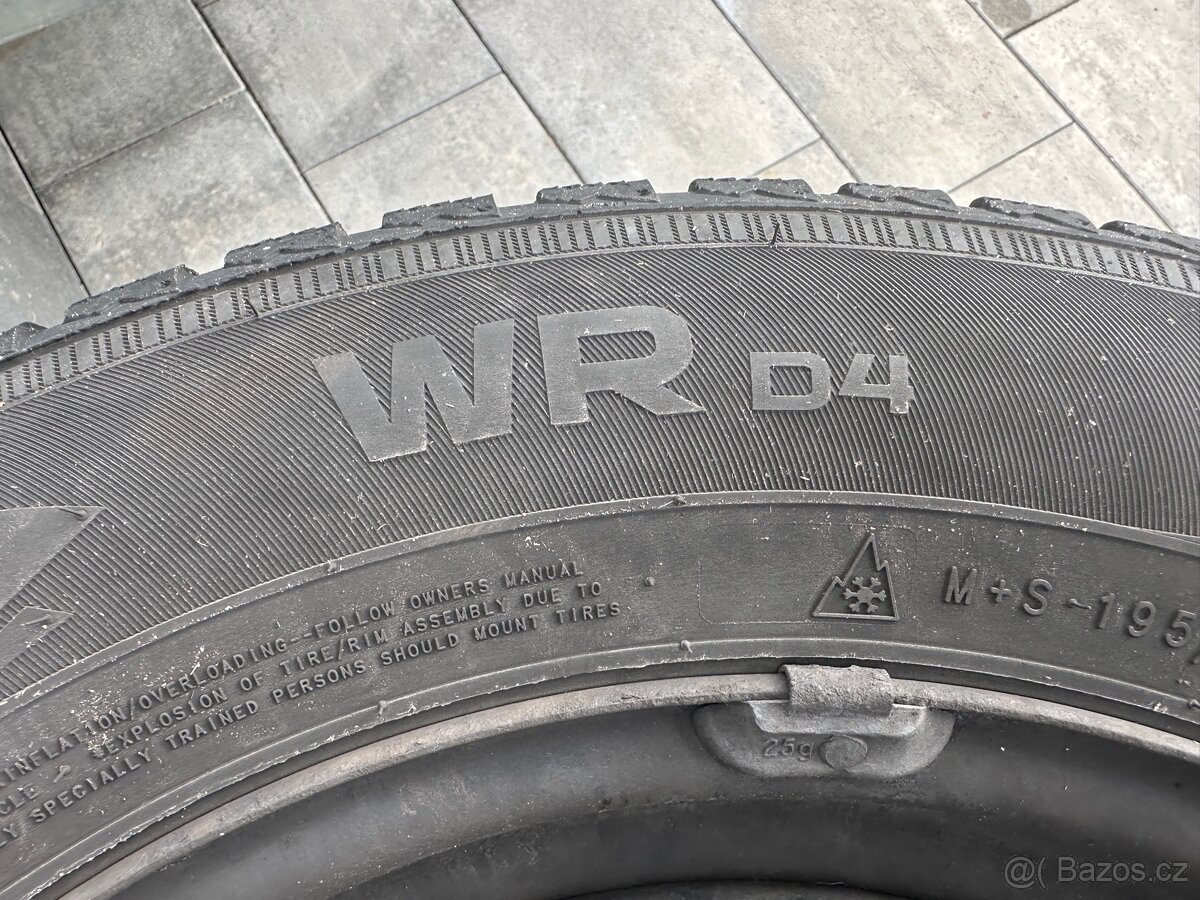 WR D4
M+S-195
INFLATION/OVERLOADING--FOLLOW OWNERS MANUAL
EXPLOSION OF TIRE/RIM ASSEMBLY DUE TO
SPECIALLY TRAINED PERSONS SHOULD MOUNT TIRES
25g
@( Bazos.cz